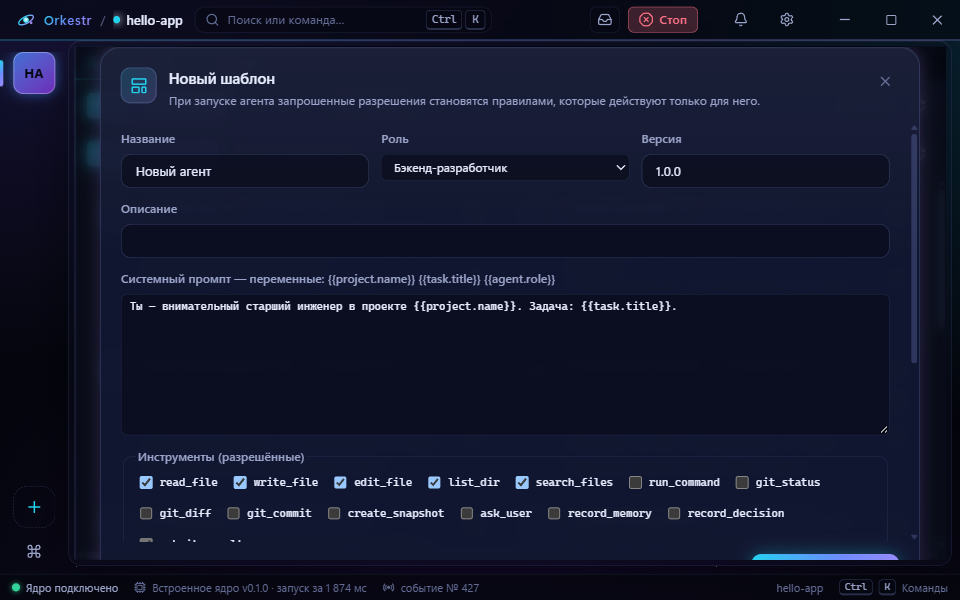 Orkestr / hello-app Поиск или команда... Ctrl K Стоп
HA
Новый шаблон
При запуске агента запрошенные разрешения становятся правилами, которые действуют только для него.
Название Роль Версия
Новый агент Бэкенд-разработчик 1.0.0
Описание
Системный промпт — переменные: {{project.name}} {{task.title}} {{agent.role}}
Ты — внимательный старший инженер в проекте {{project.name}}. Задача: {{task.title}}.
Инструменты (разрешённые)
read_file write_file edit_file list_dir search_files run_command git_status
git_diff git_commit create_snapshot ask_user record_memory record_decision
Ядро подключено Встроенное ядро v0.1.0 · запуск за 1 874 мс событие № 427 hello-app Ctrl K Команды